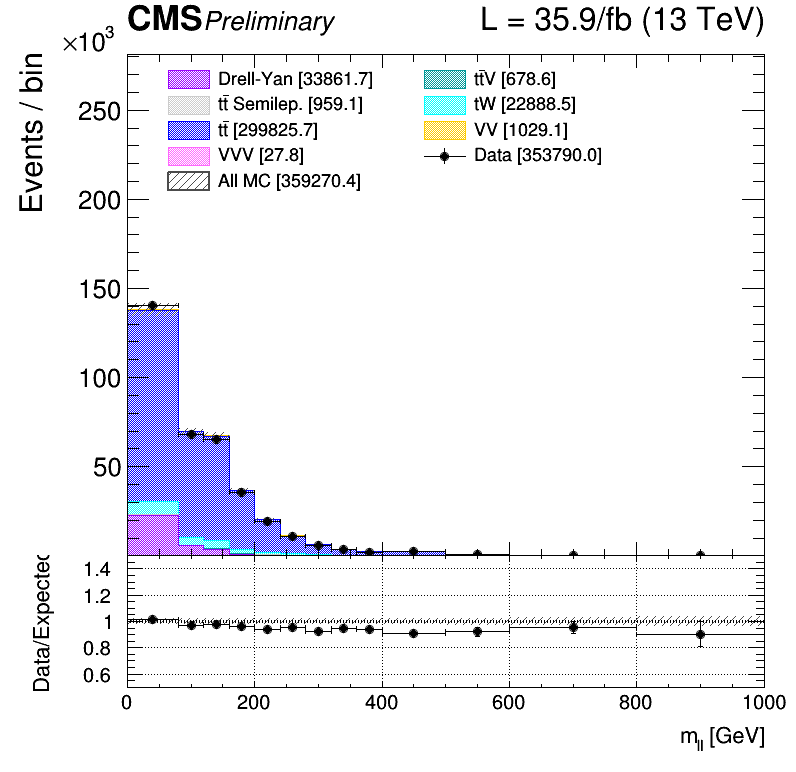 CMS Preliminary L = 35.9/fb (13 TeV)
×10³
Events / bin
250
200
150
100
50
Drell-Yan [33861.7]
tt̄ Semilep. [959.1]
tt̄ [299825.7]
VVV [27.8]
All MC [359270.4]
tt̄V [678.6]
tW [22888.5]
VV [1029.1]
Data [353790.0]
Data/Expected
1.4
1.2
1
0.8
0.6
0 200 400 600 800 1000
m_ll [GeV]